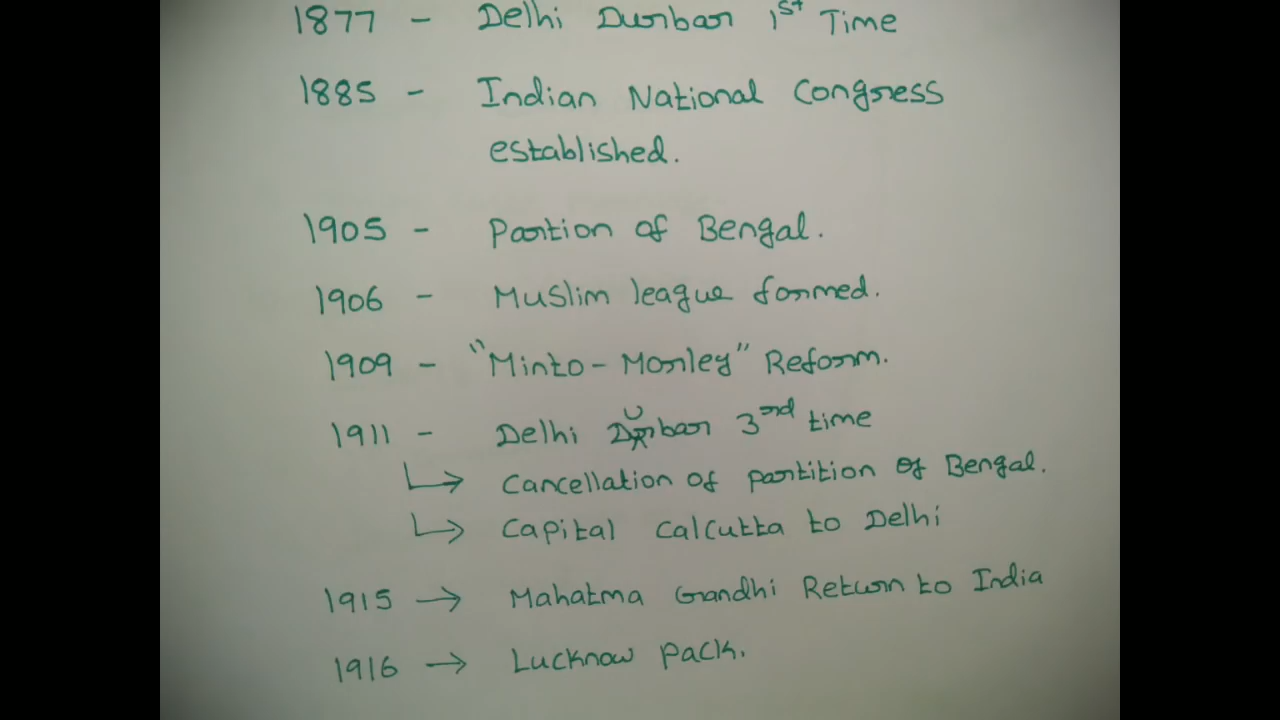 1877 - Delhi Durbar 1st Time
1885 - Indian National Congress
established.
1905 - Partion of Bengal.
1906 - Muslim league formed.
1909 - "Minto - Morley" Reform.
1911 - Delhi Durbar 3rd time
↳ Cancellation of partition of Bengal.
↳ Capital Calcutta to Delhi
1915 → Mahatma Gandhi Return to India
1916 → Lucknow pack.